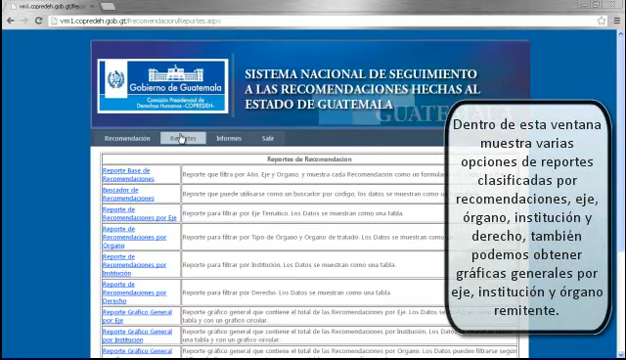 vm1.copredeh.gob.gt/Reco
vm1.copredeh.gob.gt/Recomendacion/Reportes.aspx
Gobierno de Guatemala
Comisión Presidencial de
Derechos Humanos -COPREDEH-
SISTEMA NACIONAL DE SEGUIMIENTO
A LAS RECOMENDACIONES HECHAS AL
ESTADO DE GUATEMALA
GUATEMALA
Recomendación Reportes Informes Salir
Reportes de Recomendacion
Reporte Base de
Recomendaciones
Reporte que filtra por Año, Eje y Organo, y muestra cada Recomendación como un formulario
Buscador de
Recomendaciones
Reporte que puede utilisarse como un buscador por codigo, los datos se muestran como
Reporte de
Recomendaciones por Eje
Reporte para filtrar por Eje Tematico. Los Datos se muestran como una tabla.
Reporte de
Recomendaciones por
Organo
Reporte para filtrar por Tipo de Organo y Organo de tratado. Los Datos se muestran como
Reporte de
Recomendaciones por
Institución
Reporte para filtrar por Institución. Los Datos se muestran como una tabla.
Reporte de
Recomendaciones por
Derecho
Reporte para filtrar por Derecho. Los Datos se muestran como una tabla.
Reporte Gráfico General
por Eje
Reporte gráfico general que contiene el total de las Recomendaciones por Eje. Los Datos se
y con un gráfico circular.
Reporte Gráfico General
por Institución
Reporte gráfico general que contiene el total de las Recomendaciones por Institución. Los
tabla y con un gráfico circular.
Reporte Gráfico General
Reporte gráfico general que contiene el total de las Recomendaciones por Organo. Los Datos pueden filtrarse según
Dentro de esta ventana
muestra varias
opciones de reportes
clasificadas por
recomendaciones, eje,
órgano, institución y
derecho, también
podemos obtener
gráficas generales por
eje, institución y órgano
remitente.